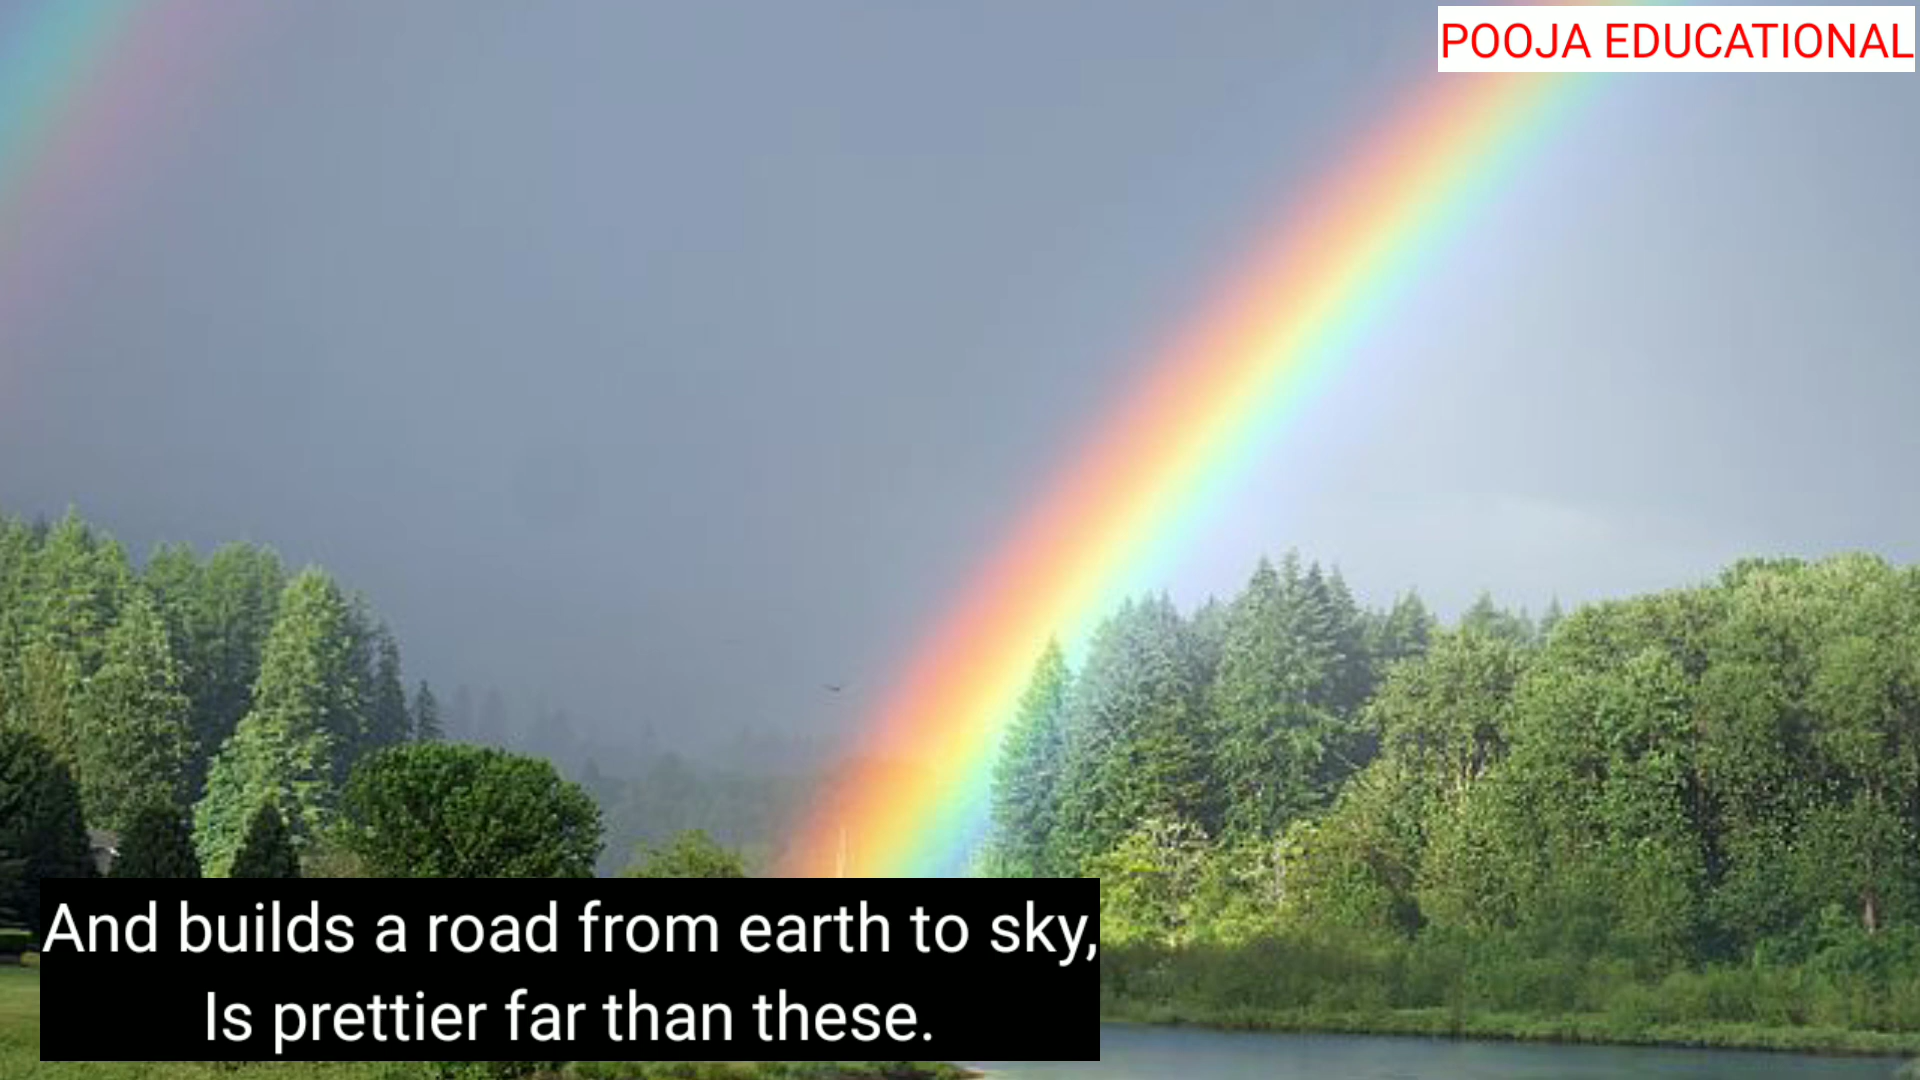 POOJA EDUCATIONAL
And builds a road from earth to sky,
Is prettier far than these.